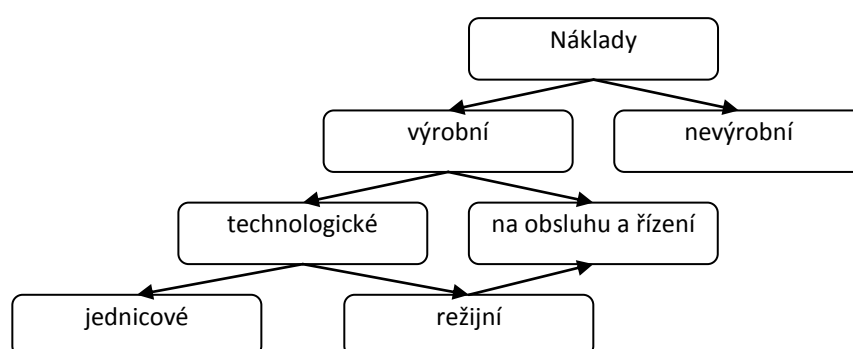 Náklady
výrobní
nevýrobní
technologické
na obsluhu a řízení
jednicové
režijní